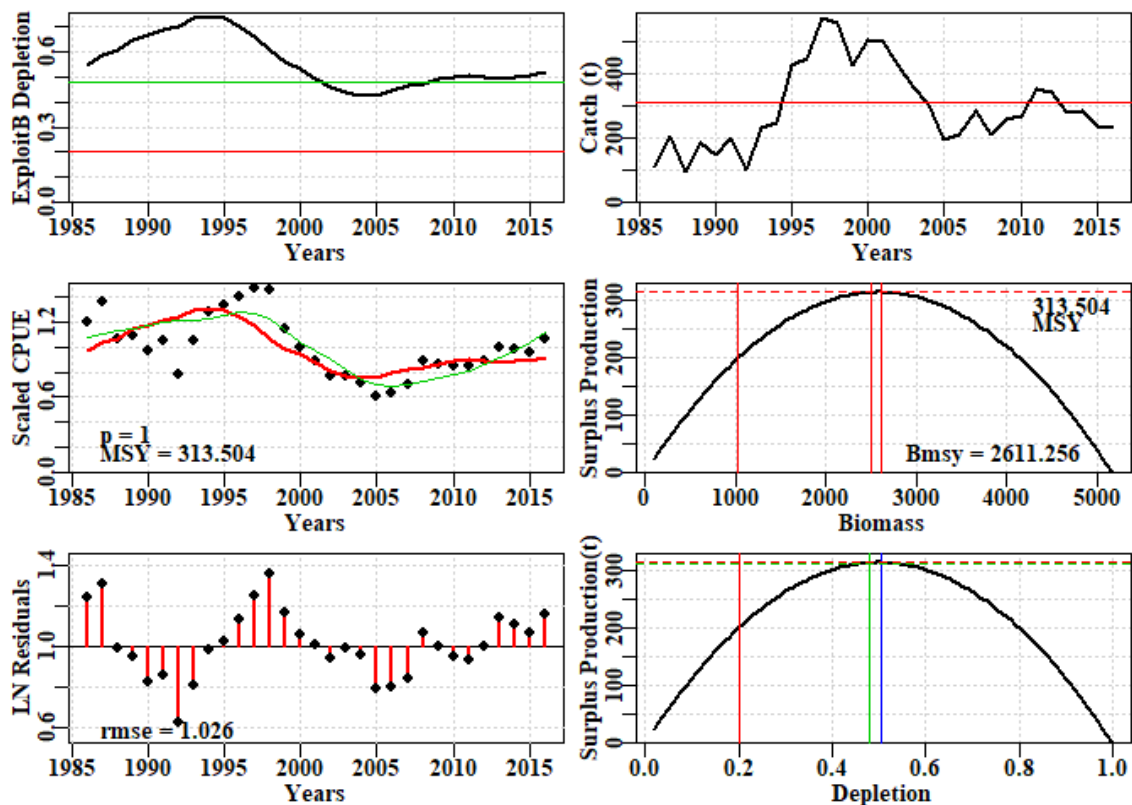 ExploitB Depletion
0.0 0.3 0.6
1985 1990 1995 2000 2005 2010 2015
Years
Catch (t)
0 200 400
1985 1990 1995 2000 2005 2010 2015
Years
Scaled CPUE
0.0 0.6 1.2
p = 1
MSY = 313.504
1985 1990 1995 2000 2005 2010 2015
Years
Surplus Production
0 100 200 300
313.504
MSY
Bmsy = 2611.256
0 1000 2000 3000 4000 5000
Biomass
LN Residuals
0.6 1.0 1.4
rmse = 1.026
1985 1990 1995 2000 2005 2010 2015
Years
Surplus Production(t)
0 100 200 300
0.0 0.2 0.4 0.6 0.8 1.0
Depletion